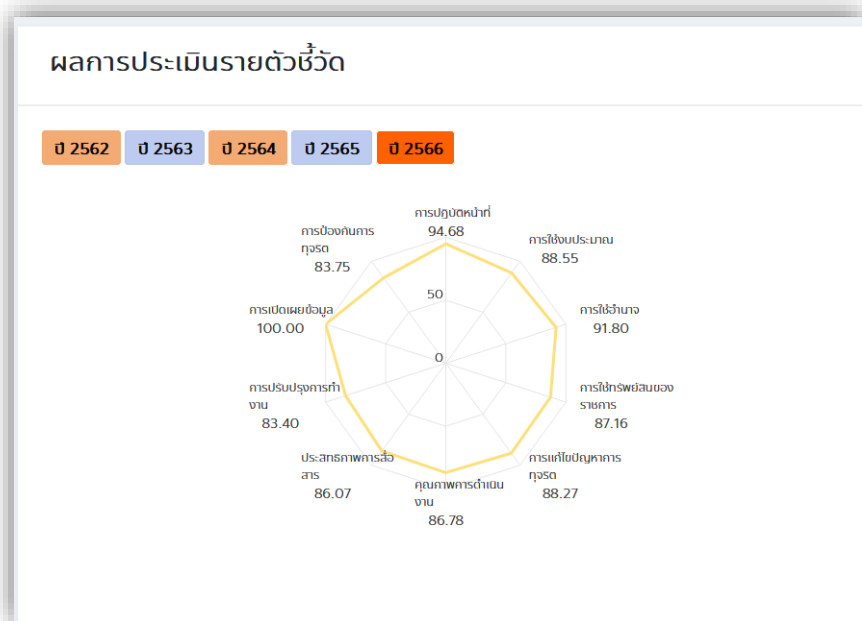 ผลการประเมินรายตัวชี้วัด
ปี 2562
ปี 2563
ปี 2564
ปี 2565
ปี 2566
การปฏิบัติหน้าที่
94.68
การใช้งบประมาณ
88.55
การใช้อำนาจ
91.80
การใช้ทรัพย์สินของ
ราชการ
87.16
การแก้ไขปัญหาการ
ทุจริต
88.27
คุณภาพการดำเนิน
งาน
86.78
ประสิทธิภาพการสื่อ
สาร
86.07
การปรับปรุงการทำ
งาน
83.40
การเปิดเผยข้อมูล
100.00
การป้องกันการ
ทุจริต
83.75
50
0